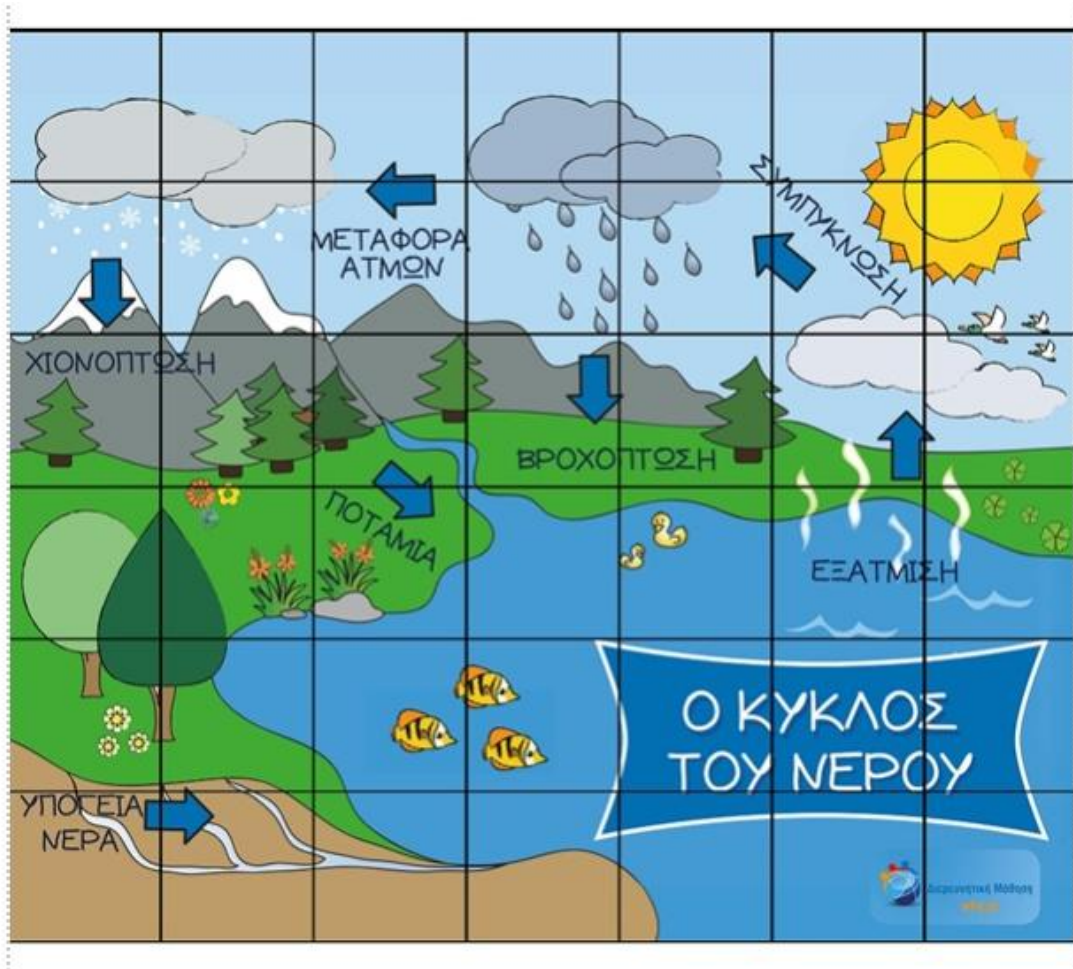 ΣΥΜΠΥΚΝΩΣΗ
ΜΕΤΑΦΟΡΑ
ΑΤΜΩΝ
ΧΙΟΝΟΠΤΩΣΗ
ΒΡΟΧΟΠΤΩΣΗ
ΠΟΤΑΜΙΑ
ΕΞΑΤΜΙΣΗ
Ο ΚΥΚΛΟΣ
ΤΟΥ ΝΕΡΟΥ
ΥΠΟΓΕΙΑ
ΝΕΡΑ
Διερευνητική Μάθηση